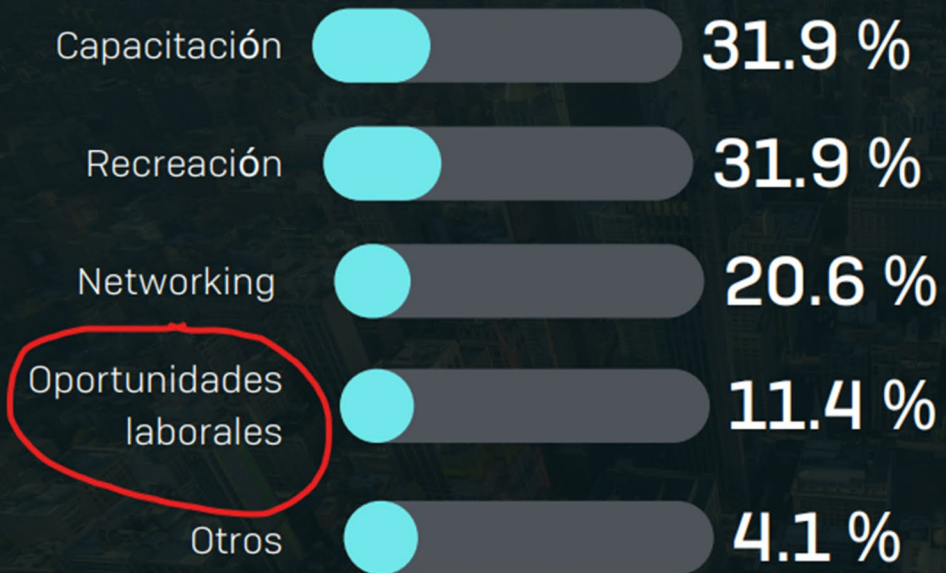 Capacitación 31.9 %
Recreación 31.9 %
Networking 20.6 %
Oportunidades
laborales 11.4 %
Otros 4.1 %